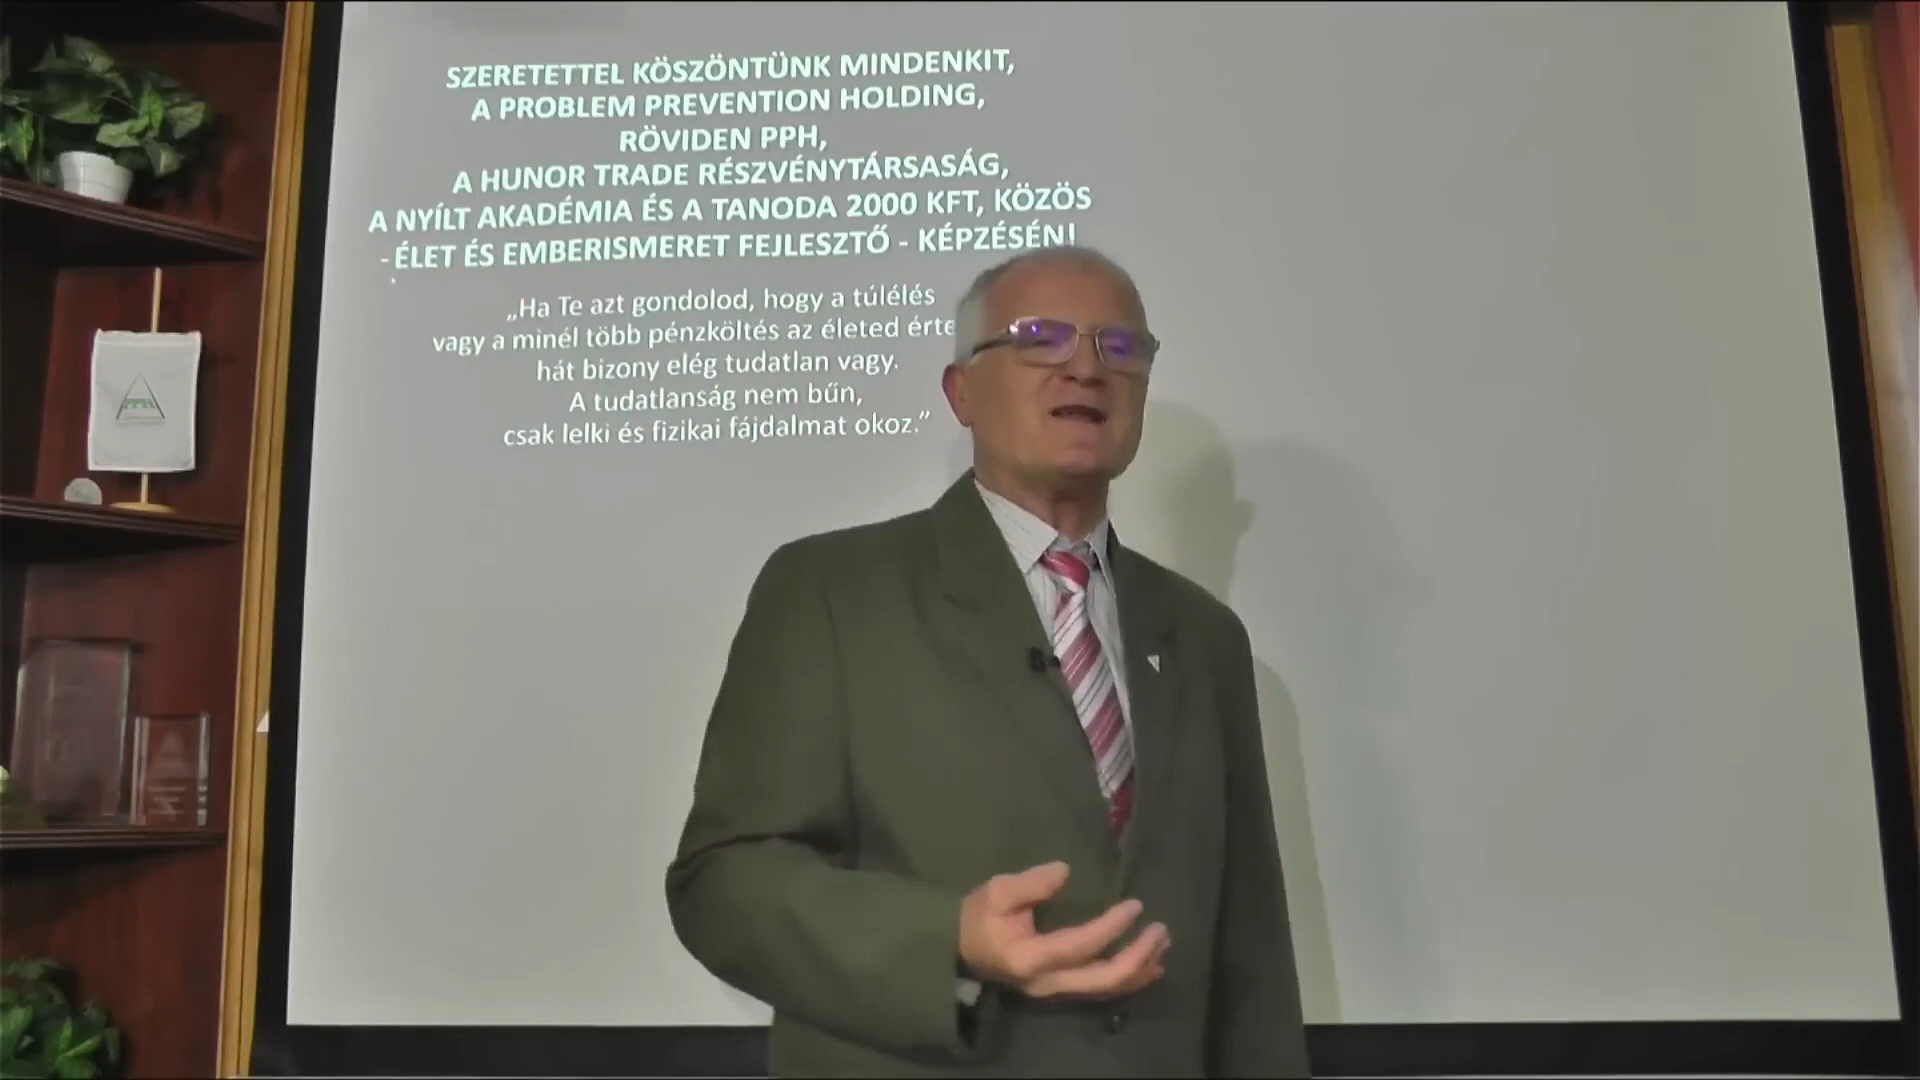 SZERETETTEL KÖSZÖNTÜNK MINDENKIT,
A PROBLEM PREVENTION HOLDING,
RÖVIDEN PPH,
A HUNOR TRADE RÉSZVÉNYTÁRSASÁG,
A NYÍLT AKADÉMIA ÉS A TANODA 2000 KFT, KÖZÖS
- ÉLET ÉS EMBERISMERET FEJLESZTŐ - KÉPZÉSÉN!
„Ha Te azt gondolod, hogy a túlélés
vagy a minél több pénzköltés az életed érte
hát bizony elég tudatlan vagy.
A tudatlanság nem bűn,
csak lelki és fizikai fájdalmat okoz.”